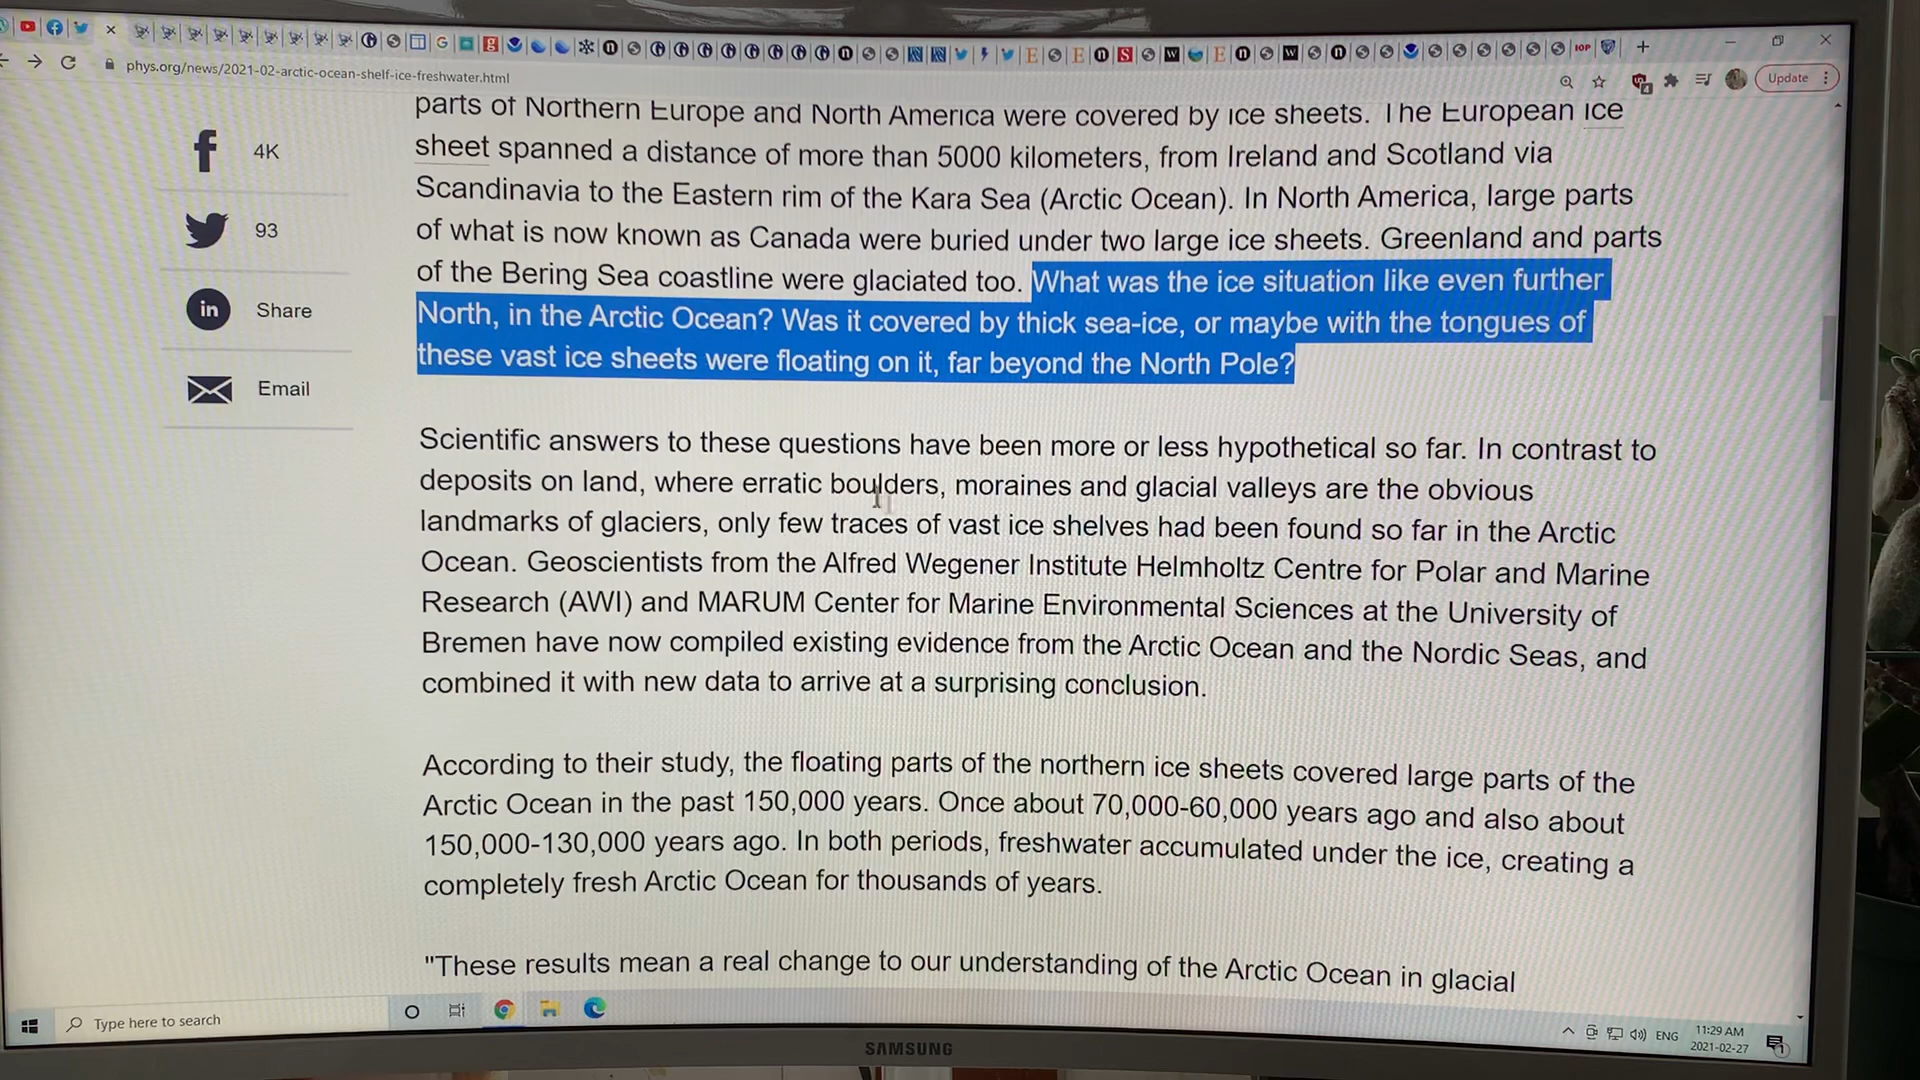 phys.org/news/2021-02-arctic-ocean-shelf-ice-freshwater.html
Update
parts of Northern Europe and North America were covered by ice sheets. The European ice
sheet spanned a distance of more than 5000 kilometers, from Ireland and Scotland via
Scandinavia to the Eastern rim of the Kara Sea (Arctic Ocean). In North America, large parts
of what is now known as Canada were buried under two large ice sheets. Greenland and parts
of the Bering Sea coastline were glaciated too. What was the ice situation like even further
North, in the Arctic Ocean? Was it covered by thick sea-ice, or maybe with the tongues of
these vast ice sheets were floating on it, far beyond the North Pole?
4K
93
in Share
Email
Scientific answers to these questions have been more or less hypothetical so far. In contrast to
deposits on land, where erratic boulders, moraines and glacial valleys are the obvious
landmarks of glaciers, only few traces of vast ice shelves had been found so far in the Arctic
Ocean. Geoscientists from the Alfred Wegener Institute Helmholtz Centre for Polar and Marine
Research (AWI) and MARUM Center for Marine Environmental Sciences at the University of
Bremen have now compiled existing evidence from the Arctic Ocean and the Nordic Seas, and
combined it with new data to arrive at a surprising conclusion.
According to their study, the floating parts of the northern ice sheets covered large parts of the
Arctic Ocean in the past 150,000 years. Once about 70,000-60,000 years ago and also about
150,000-130,000 years ago. In both periods, freshwater accumulated under the ice, creating a
completely fresh Arctic Ocean for thousands of years.
"These results mean a real change to our understanding of the Arctic Ocean in glacial
Type here to search
ENG
11:29 AM
2021-02-27
SAMSUNG